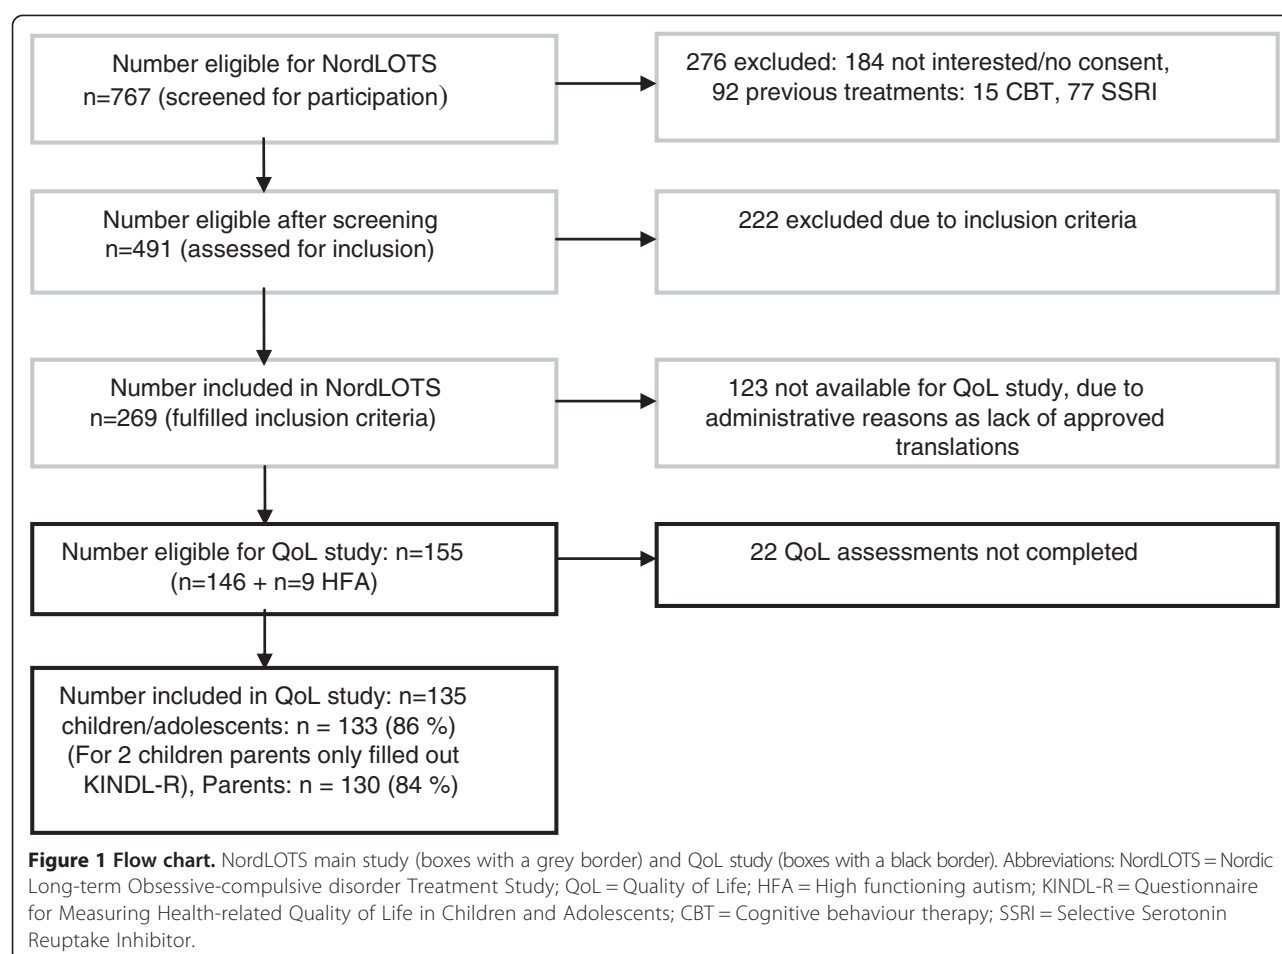 Number eligible for NordLOTS
n=767 (screened for participation)
276 excluded: 184 not interested/no consent,
92 previous treatments: 15 CBT, 77 SSRI
Number eligible after screening
n=491 (assessed for inclusion)
222 excluded due to inclusion criteria
Number included in NordLOTS
n=269 (fulfilled inclusion criteria)
123 not available for QoL study, due to
administrative reasons as lack of approved
translations
Number eligible for QoL study: n=155
(n=146 + n=9 HFA)
22 QoL assessments not completed
Number included in QoL study: n=135
children/adolescents: n = 133 (86 %)
(For 2 children parents only filled out
KINDL-R), Parents: n = 130 (84 %)
Figure 1 Flow chart. NordLOTS main study (boxes with a grey border) and QoL study (boxes with a black border). Abbreviations: NordLOTS = Nordic
Long-term Obsessive-compulsive disorder Treatment Study; QoL = Quality of Life; HFA = High functioning autism; KINDL-R = Questionnaire
for Measuring Health-related Quality of Life in Children and Adolescents; CBT = Cognitive behaviour therapy; SSRI = Selective Serotonin
Reuptake Inhibitor.